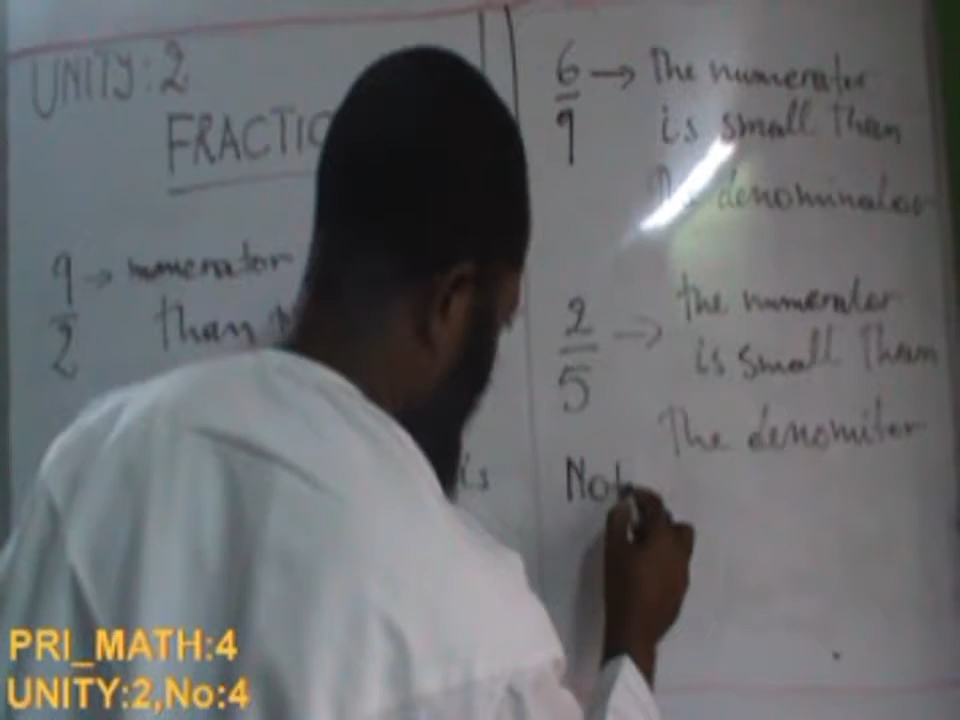 UNITY:2
FRACTIO
9 → numerator
2 than
is
6 → The numerator
9 is small than
The denominator
2 → the numerator
5 is small than
The denomitor
Not
PRI_MATH:4
UNITY:2,No:4